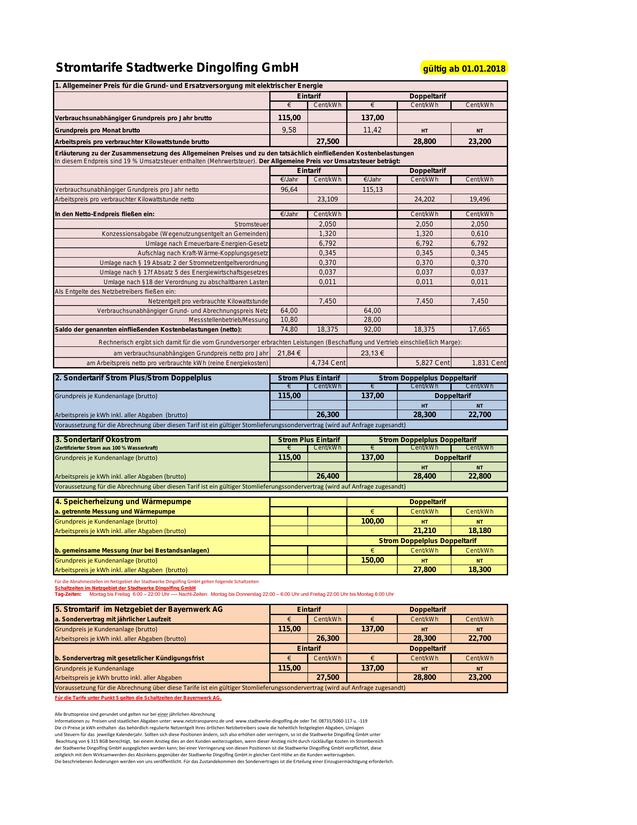 Stromtarife Stadtwerke Dingolfing GmbH gültig ab 01.01.2018
1. Allgemeiner Preis für die Grund- und Ersatzversorgung mit elektrischer Energie
Eintarif Doppeltarif
€ Cent/kWh € Cent/kWh Cent/kWh
Verbrauchsunabhängiger Grundpreis pro Jahr brutto 115,00 137,00
Grundpreis pro Monat brutto 9,58 11,42 HT NT
Arbeitspreis pro verbrauchter Kilowattstunde brutto 27,500 28,800 23,200
Erläuterung zu der Zusammensetzung des Allgemeinen Preises und zu den tatsächlich einfließenden Kostenbelastungen
In diesem Endpreis sind 19 % Umsatzsteuer enthalten (Mehrwertsteuer). Der Allgemeine Preis vor Umsatzsteuer beträgt:
Eintarif Doppeltarif
€/Jahr Cent/kWh €/Jahr Cent/kWh Cent/kWh
Verbrauchsunabhängiger Grundpreis pro Jahr netto 96,64 115,13
Arbeitspreis pro verbrauchter Kilowattstunde netto 23,109 24,202 19,496
In den Netto-Endpreis fließen ein: €/Jahr Cent/kWh €/Jahr Cent/kWh Cent/kWh
Stromsteuer 2,050 2,050 2,050
Konzessionsabgabe (Wegenutzungsentgelt an Gemeinden) 1,320 1,320 0,610
Umlage nach Erneuerbare-Energien-Gesetz 6,792 6,792 6,792
Aufschlag nach Kraft-Wärme-Kopplungsgesetz 0,345 0,345 0,345
Umlage nach § 19 Absatz 2 der Stromnetzentgeltverordnung 0,370 0,370 0,370
Umlage nach § 17f Absatz 5 des Energiewirtschaftsgesetzes 0,037 0,037 0,037
Umlage nach §18 der Verordnung zu abschaltbaren Lasten 0,011 0,011 0,011
Als Entgelte des Netzbetreibers fließen ein:
Netzentgelt pro verbrauchte Kilowattstunde 7,450 7,450 7,450
Verbrauchsunabhängiger Grund- und Abrechnungspreis Netz 64,00 64,00
Messstellenbetrieb/Messung 10,80 28,00
Saldo der genannten einfließenden Kostenbelastungen (netto): 74,80 18,375 92,00 18,375 17,665
Rechnerisch ergibt sich damit für die vom Grundversorger erbrachten Leistungen (Beschaffung und Vertrieb einschließlich Marge):
am verbrauchsunabhängigen Grundpreis netto pro Jahr 21,84 € 23,13 €
am Arbeitspreis netto pro verbrauchte kWh (reine Energiekosten) 4,734 Cent 5,827 Cent 1,831 Cent
2. Sondertarif Strom Plus/Strom Doppelplus Strom Plus Eintarif Strom Doppelplus Doppeltarif
€ Cent/kWh € Cent/kWh Cent/kWh
Grundpreis je Kundenanlage (brutto) 115,00 137,00 Doppeltarif
HT NT
Arbeitspreis je kWh inkl. aller Abgaben (brutto) 26,300 28,300 22,700
Voraussetzung für die Abrechnung über diesen Tarif ist ein gültiger Stromlieferungssondervertrag (wird auf Anfrage zugesandt)
3. Sondertarif Ökostrom Strom Plus Eintarif Strom Doppelplus Doppeltarif
(Zertifizierter Strom aus 100 % Wasserkraft) € Cent/kWh € Cent/kWh Cent/kWh
Grundpreis je Kundenanlage (brutto) 115,00 137,00 Doppeltarif
HT NT
Arbeitspreis je kWh inkl. aller Abgaben (brutto) 26,400 28,400 22,800
Voraussetzung für die Abrechnung über diesen Tarif ist ein gültiger Stomlieferungssondervertrag (wird auf Anfrage zugesandt)
4. Speicherheizung und Wärmepumpe Doppeltarif
a. getrennte Messung und Wärmepumpe € Cent/kWh Cent/kWh
Grundpreis je Kundenanlage (brutto) 100,00 HT NT
Arbeitspreis je kWh inkl. aller Abgaben (brutto) 21,210 18,180
Strom Doppelplus Doppeltarif
b. gemeinsame Messung (nur bei Bestandsanlagen) € Cent/kWh Cent/kWh
Grundpreis je Kundenanlage (brutto) 150,00 HT NT
Arbeitspreis je kWh inkl. aller Abgaben (brutto) 27,800 18,300
Für die Abnahmestellen im Netzgebiet der Stadtwerke Dingolfing GmbH gelten folgende Schaltzeiten
Schaltzeiten im Netzgebiet der Stadtwerke Dingolfing GmbH
Tag-Zeiten: Montag bis Freitag 6:00 – 22:00 Uhr ---- Nacht-Zeiten: Montag bis Donnerstag 22:00 – 6:00 Uhr und Freitag 22:00 Uhr bis Montag 6:00 Uhr
5. Stromtarif im Netzgebiet der Bayernwerk AG Eintarif Doppeltarif
a. Sondervertrag mit jährlicher Laufzeit € Cent/kWh € Cent/kWh Cent/kWh
Grundpreis je Kundenanlage (brutto) 115,00 137,00 HT NT
Arbeitspreis je kWh inkl. aller Abgaben (brutto) 26,300 28,300 22,700
Eintarif Doppeltarif
b. Sondervertrag mit gesetzlicher Kündigungsfrist € Cent/kWh € Cent/kWh Cent/kWh
Grundpreis je Kundenanlage 115,00 137,00 HT NT
Arbeitspreis je kWh brutto inkl. aller Abgaben 27,500 28,800 23,200
Voraussetzung für die Abrechnung über diese Tarife ist ein gültiger Stromlieferungssondervertrag (wird auf Anfrage zugesandt)
Für die Tarife unter Punkt 5 gelten die Schaltzeiten der Bayernwerk AG.
Alle Bruttopreise sind gerundet und gelten nur bei einer jährlichen Abrechnung
Informationen zu Preisen und staatlichen Abgaben unter: www.netztransparenz.de und www.stadtwerke-dingolfing.de oder Tel. 08731/5060-117 u. -119
Die ct-Preise je kWh enthalten das behördlich regulierte Netzentgelt Ihres örtlichen Netzbetreibers sowie die hoheitlich festgelegten Abgaben, Umlagen
und Steuern für das jeweilige Kalenderjahr. Sollten sich diese Positionen ändern, sich also erhöhen oder verringern, so ist die Stadtwerke Dingolfing GmbH unter
Beachtung von § 315 BGB berechtigt, bei einem Anstieg dies an den Kunden weiterzugeben, wenn dieser Anstieg nicht durch rückläufige Kosten im Strombereich
der Stadtwerke Dingolfing GmbH ausgeglichen werden kann; bei einer Verringerung von diesen Positionen ist die Stadtwerke Dingolfing GmbH verpflichtet, diese
zeitgleich mit dem Wirksamwerden des Absinkens gegenüber der Stadtwerke Dingolfing GmbH in gleicher Cent-Höhe an die Kunden weiterzugeben.
Die beschriebenen Änderungen werden von uns veröffentlicht. Für das Zustandekommen des Sondervertrages ist die Erteilung einer Einzugsermächtigung erforderlich.